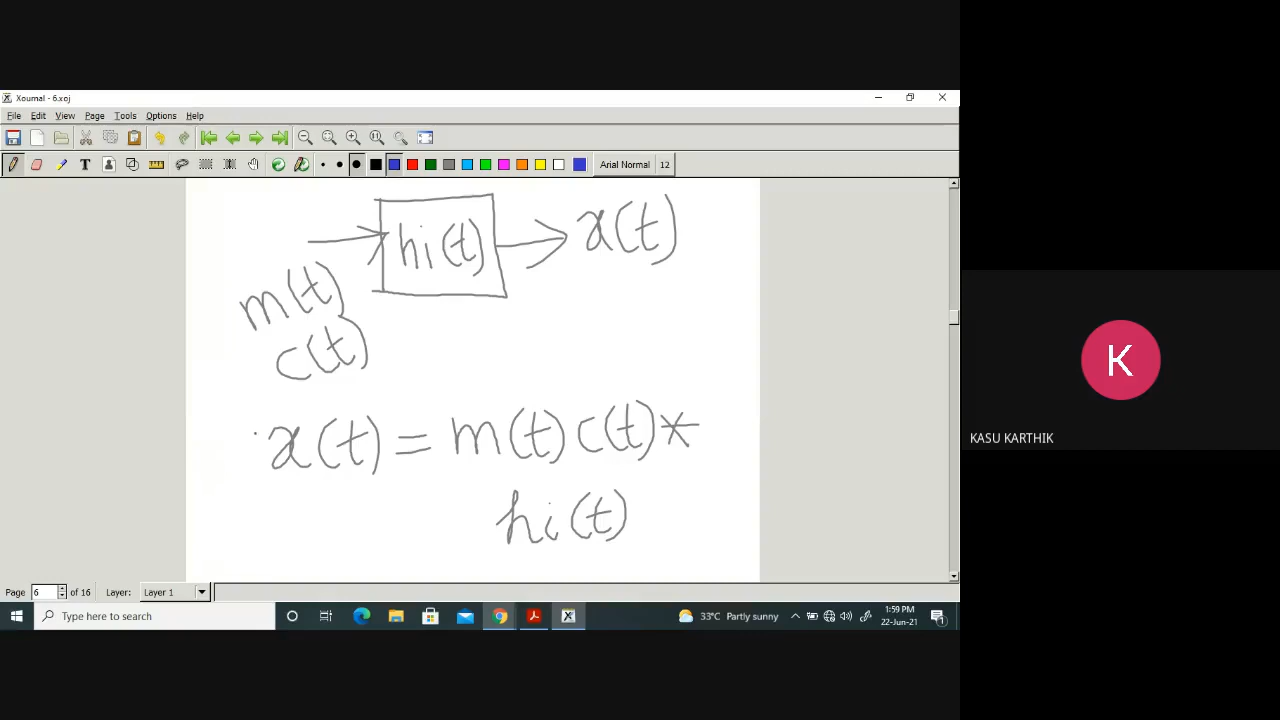 Xournal - 6.xoj
File Edit View Page Tools Options Help
Arial Normal 12
hi(t) x(t)
m(t)
c(t)
x(t) = m(t) c(t) *
hi(t)
K
KASU KARTHIK
Page 6 of 16 Layer: Layer 1
Type here to search
33°C Partly sunny
1:59 PM
22-Jun-21
1